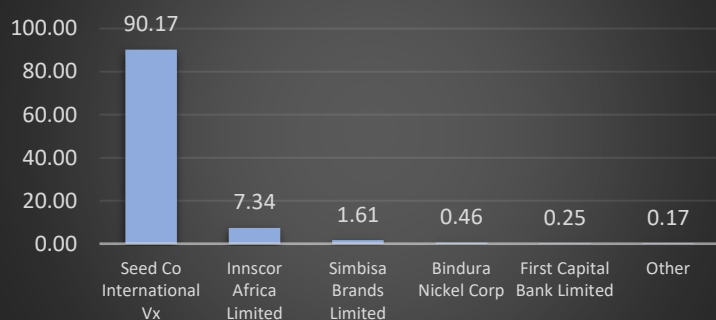 100.00
80.00
60.00
40.00
20.00
0.00
90.17
7.34
1.61
0.46
0.25
0.17
Seed Co
International
Vx
Innscor
Africa
Limited
Simbisa
Brands
Limited
Bindura
Nickel Corp
First Capital
Bank Limited
Other